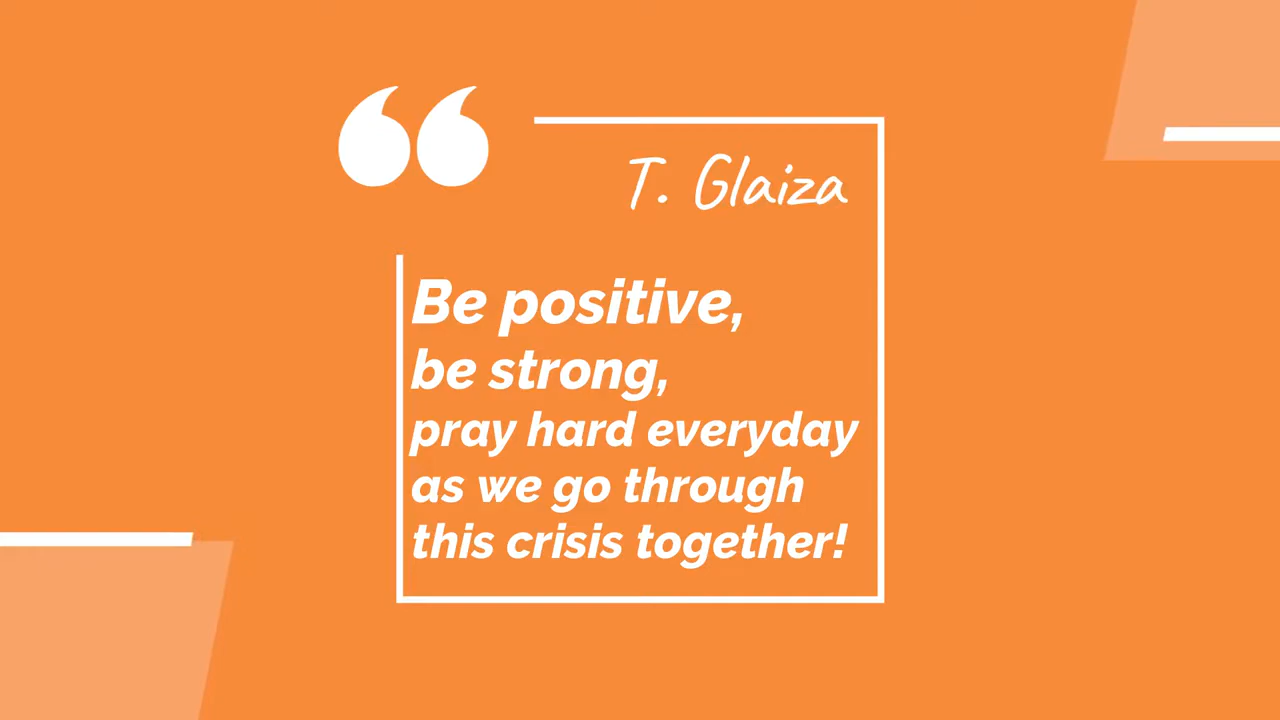 T. Glaiza
Be positive,
be strong,
pray hard everyday
as we go through
this crisis together!